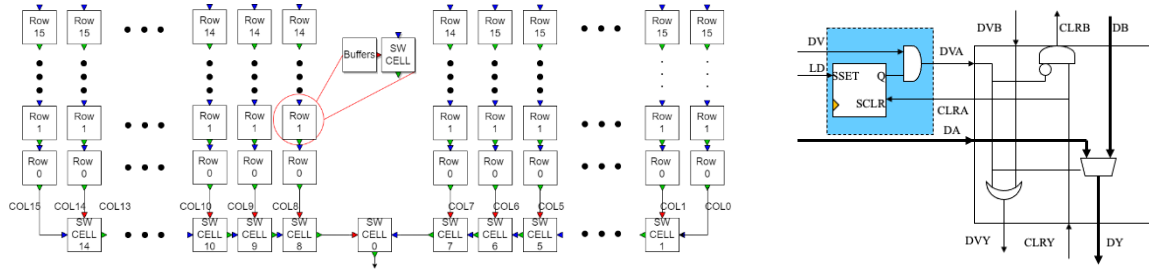 Row Row Row Row Row Row Row Row Row Row
15 15 14 14 14 14 15 15 15 15
Buffers SW
CELL
Row Row Row Row Row Row Row Row Row Row
1 1 1 1 1 1 1 1 1 1
Row Row Row Row Row Row Row Row Row Row
0 0 0 0 0 0 0 0 0 0
COL15 COL14 COL13 COL10 COL9 COL8 COL7 COL6 COL5 COL1 COL0
SW SW SW SW SW SW SW SW SW
CELL CELL CELL CELL CELL CELL CELL CELL CELL
14 10 9 8 0 7 6 5 1
DVB CLRB DB
DV DVA
LD SSET Q
SCLR
CLRA
DA
DVY CLRY DY